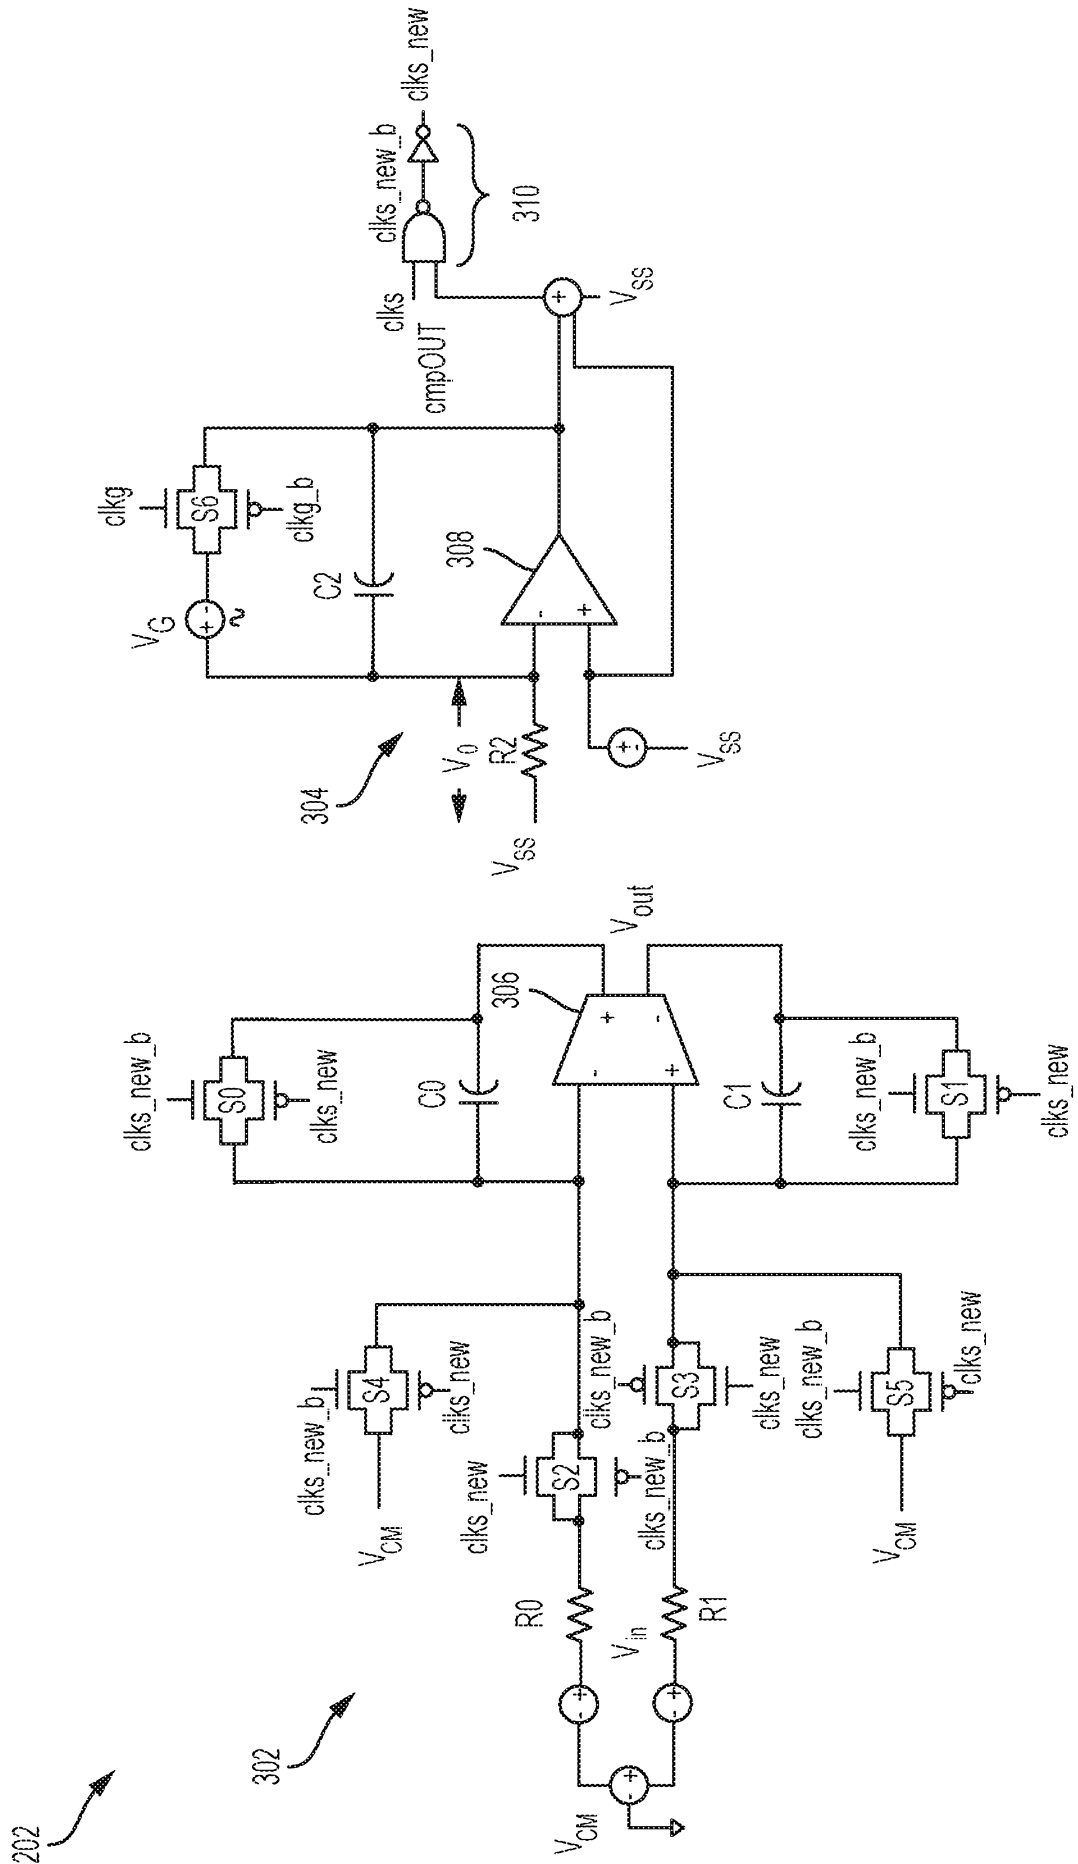 202
302
V_CM
V_in
R0
R1
clks_new
S2
clks_new_b
clks_new_b
S3
clks_new
V_CM
clks_new_b
S4
clks_new
V_CM
clks_new_b
S5
clks_new
clks_new_b
S0
clks_new
C0
306
+
-
-
+
V_out
C1
clks_new_b
S1
clks_new
304
V_SS
V_0
R2
V_SS
V_G
+
-
C2
308
-
+
clkg
S6
clkg_b
cmpOUT
clks
V_SS
clks_new_b
310
clks_new